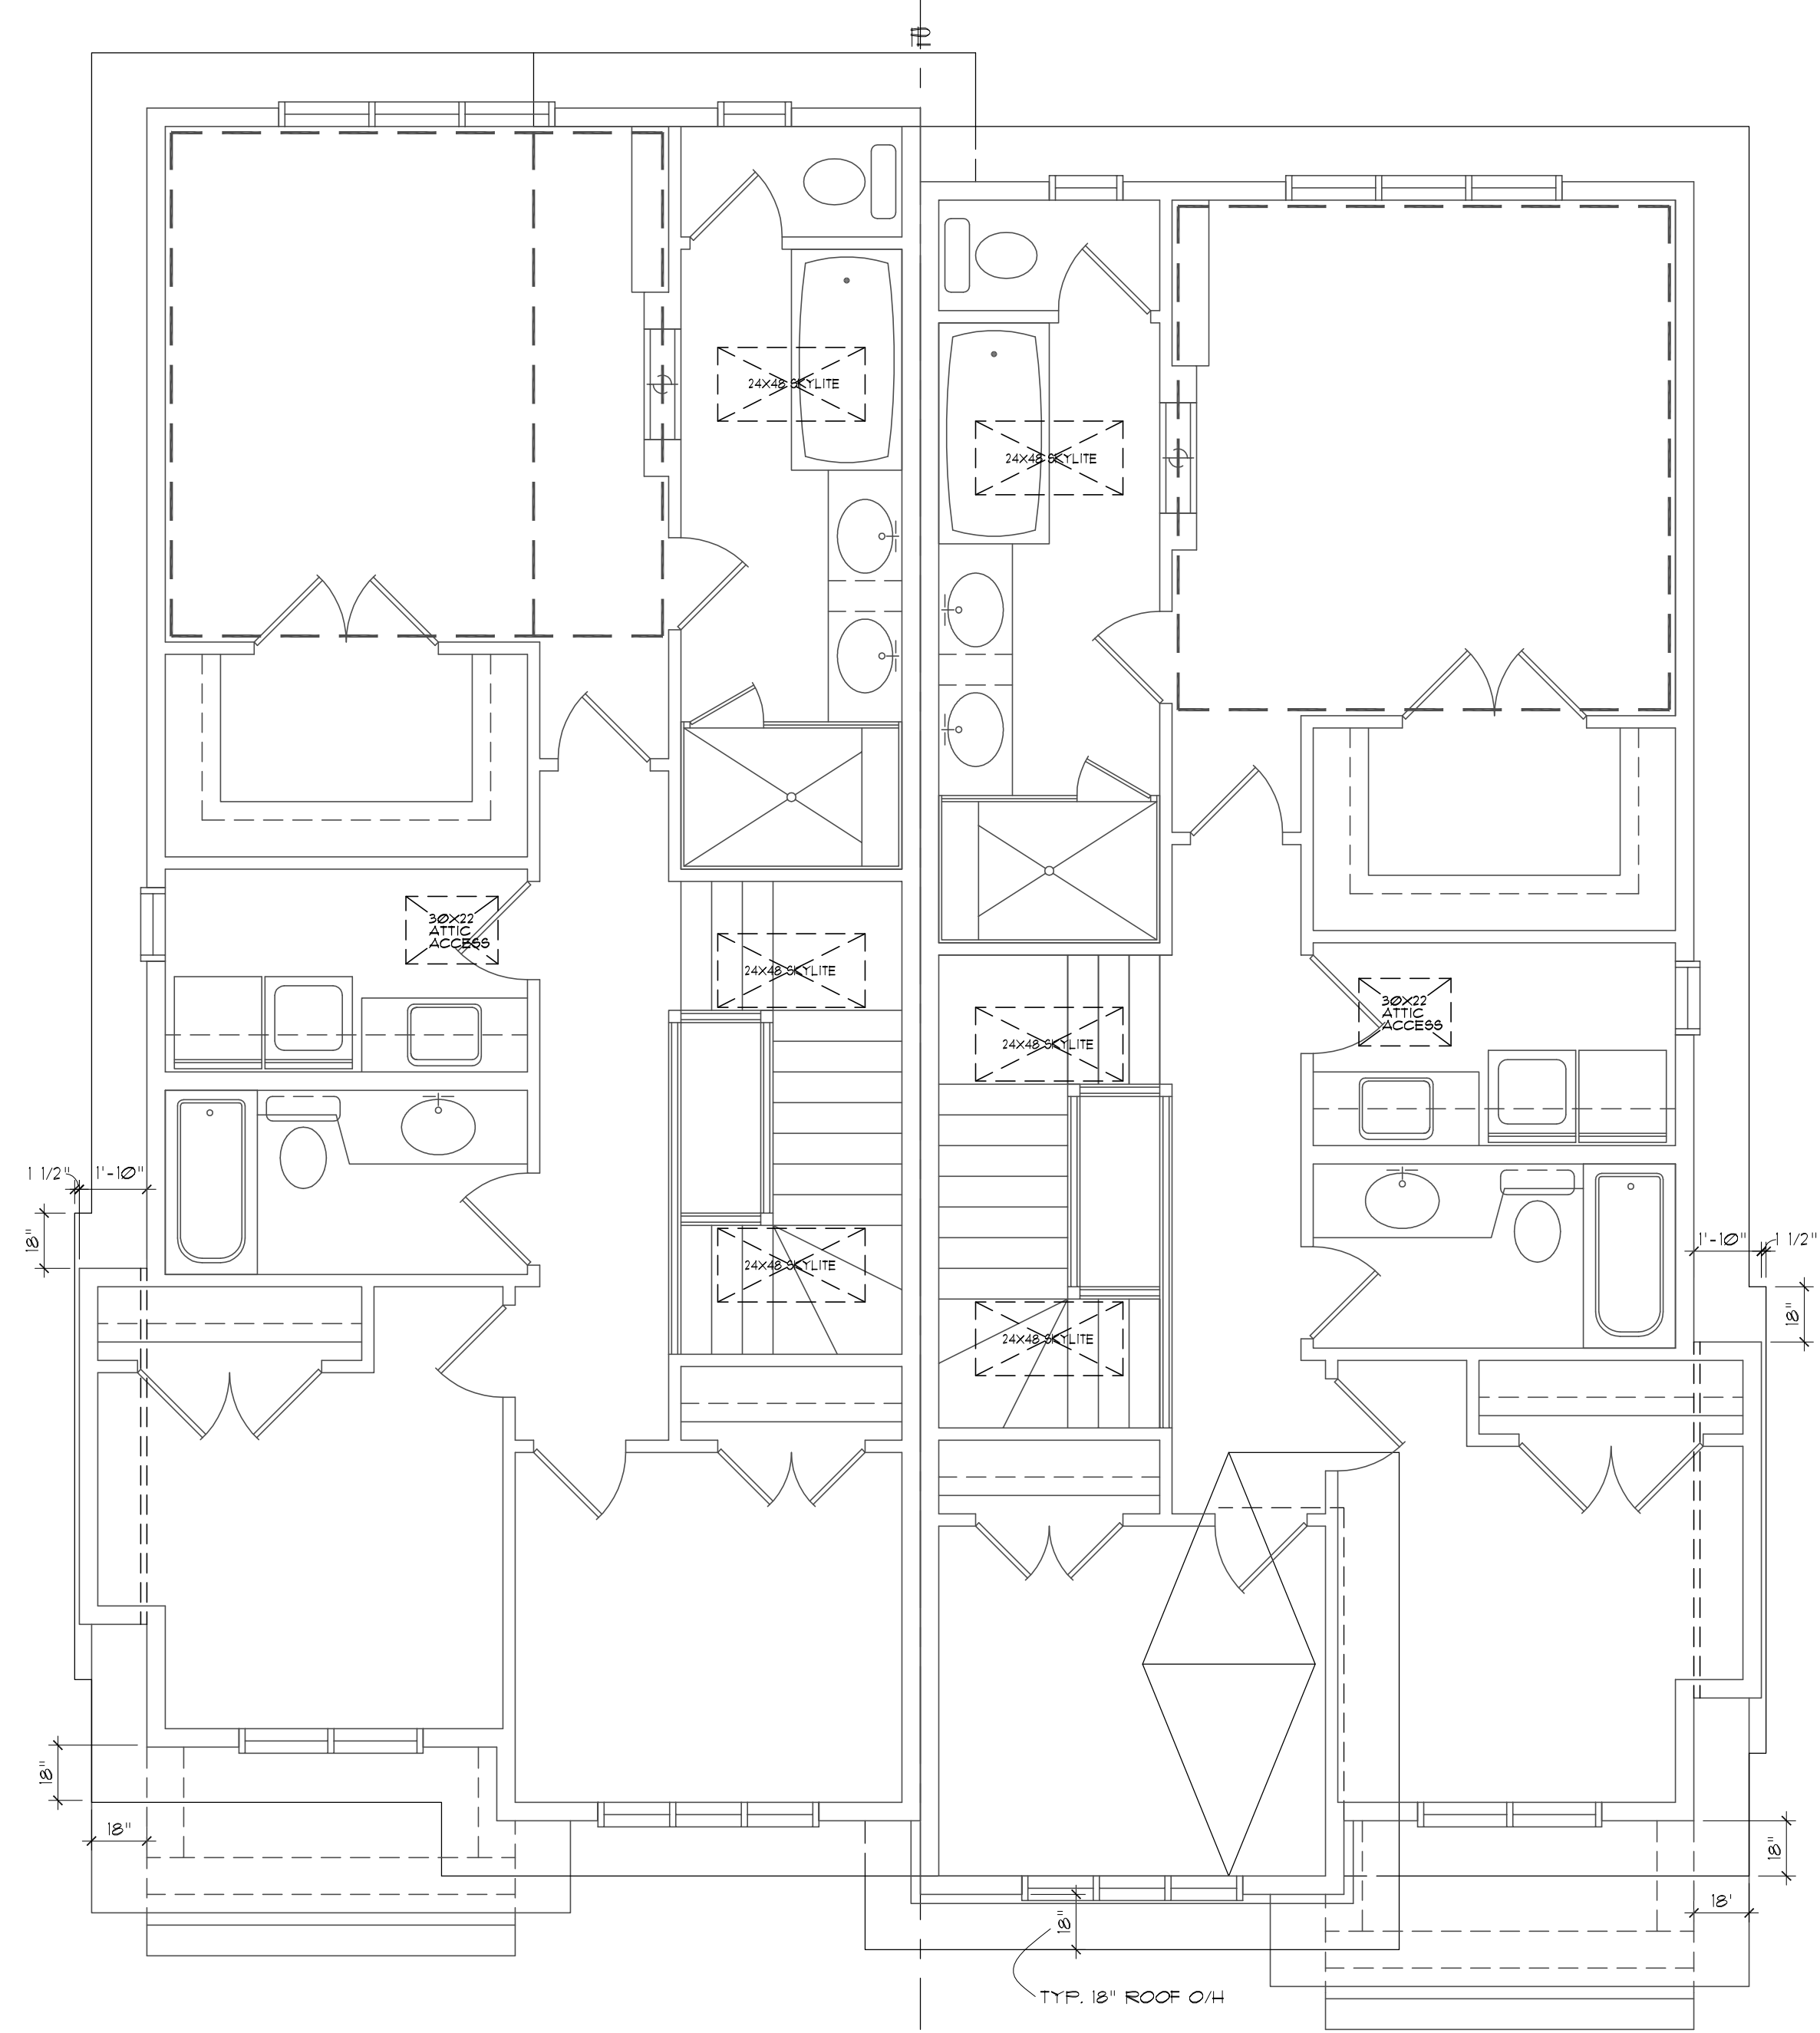 24X48 SKYLITE
24X48 SKYLITE
30X22
ATTIC
ACCESS
24X48 SKYLITE
30X22
ATTIC
ACCESS
24X48 SKYLITE
1 1/2"
1'-10"
18"
24X48 SKYLITE
1'-10"
1 1/2"
18"
24X48 SKYLITE
18"
18"
18"
18'
18"
TYP. 18" ROOF O/H